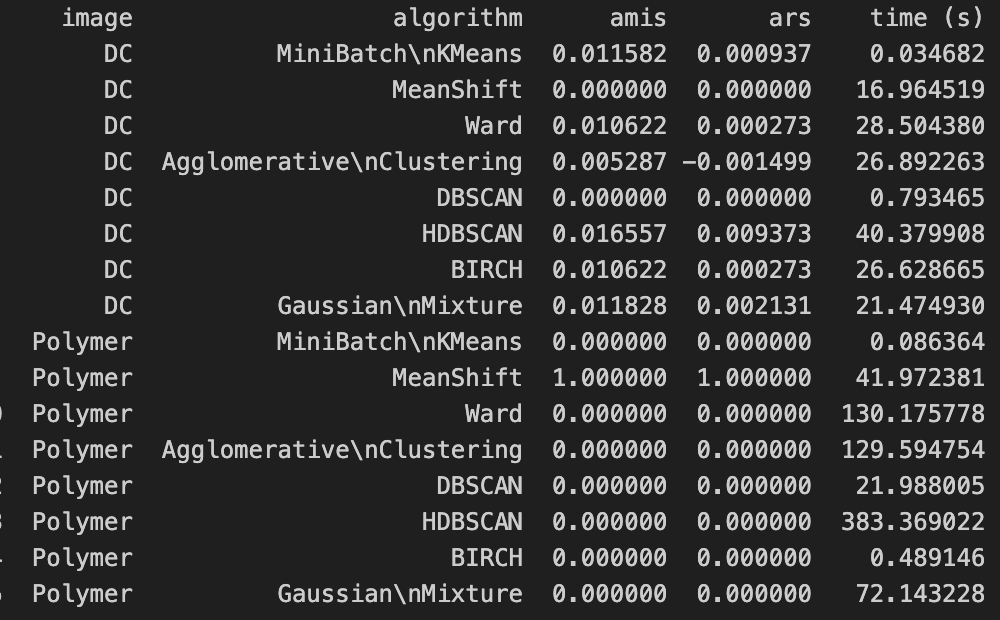 image algorithm amis ars time (s)
DC MiniBatch\nKMeans 0.011582 0.000937 0.034682
DC MeanShift 0.000000 0.000000 16.964519
DC Ward 0.010622 0.000273 28.504380
DC Agglomerative\nClustering 0.005287 -0.001499 26.892263
DC DBSCAN 0.000000 0.000000 0.793465
DC HDBSCAN 0.016557 0.009373 40.379908
DC BIRCH 0.010622 0.000273 26.628665
DC Gaussian\nMixture 0.011828 0.002131 21.474930
Polymer MiniBatch\nKMeans 0.000000 0.000000 0.086364
Polymer MeanShift 1.000000 1.000000 41.972381
Polymer Ward 0.000000 0.000000 130.175778
Polymer Agglomerative\nClustering 0.000000 0.000000 129.594754
Polymer DBSCAN 0.000000 0.000000 21.988005
Polymer HDBSCAN 0.000000 0.000000 383.369022
Polymer BIRCH 0.000000 0.000000 0.489146
Polymer Gaussian\nMixture 0.000000 0.000000 72.143228